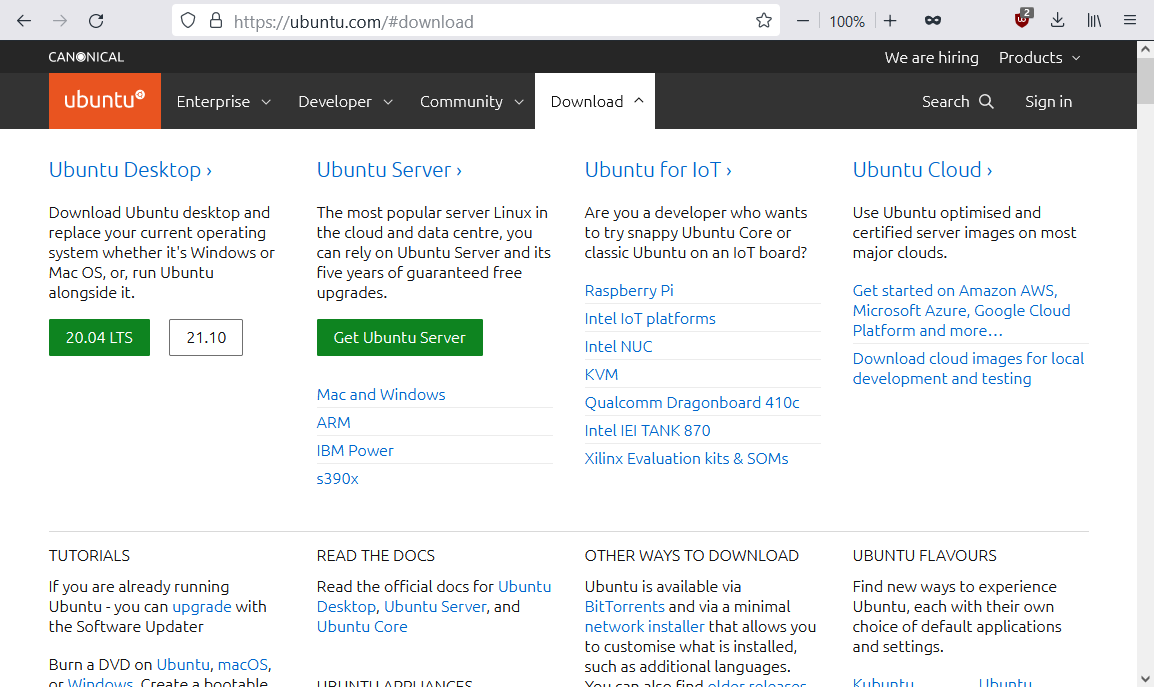 https://ubuntu.com/#download
100%
2
CANONICAL
We are hiring
Products
ubuntu
Enterprise
Developer
Community
Download
Search
Sign in
Ubuntu Desktop ›
Download Ubuntu desktop and
replace your current operating
system whether it's Windows or
Mac OS, or, run Ubuntu
alongside it.
20.04 LTS
21.10
Ubuntu Server ›
The most popular server Linux in
the cloud and data centre, you
can rely on Ubuntu Server and its
five years of guaranteed free
upgrades.
Get Ubuntu Server
Mac and Windows
ARM
IBM Power
s390x
Ubuntu for IoT ›
Are you a developer who wants
to try snappy Ubuntu Core or
classic Ubuntu on an IoT board?
Raspberry Pi
Intel IoT platforms
Intel NUC
KVM
Qualcomm Dragonboard 410c
Intel IEI TANK 870
Xilinx Evaluation kits & SOMs
Ubuntu Cloud ›
Use Ubuntu optimised and
certified server images on most
major clouds.
Get started on Amazon AWS,
Microsoft Azure, Google Cloud
Platform and more…
Download cloud images for local
development and testing
TUTORIALS
If you are already running
Ubuntu - you can upgrade with
the Software Updater
Burn a DVD on Ubuntu, macOS,
or Windows. Create a bootable
READ THE DOCS
Read the official docs for Ubuntu
Desktop, Ubuntu Server, and
Ubuntu Core
UBUNTU APPLIANCES
OTHER WAYS TO DOWNLOAD
Ubuntu is available via
BitTorrents and via a minimal
network installer that allows you
to customise what is installed,
such as additional languages.
You can also find older releases
UBUNTU FLAVOURS
Find new ways to experience
Ubuntu, each with their own
choice of default applications
and settings.
Kubuntu
Ubuntu